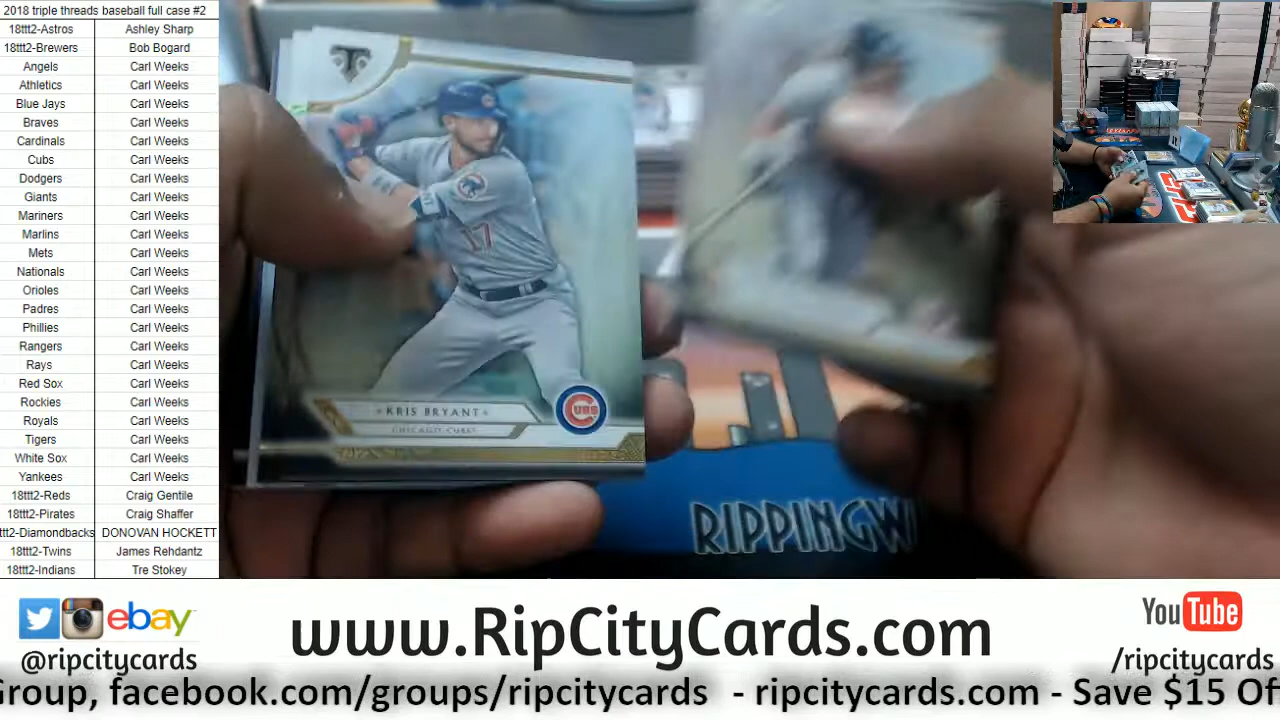 2018 triple threads baseball full case #2
18ttt2-Astros Ashley Sharp
18ttt2-Brewers Bob Bogard
Angels Carl Weeks
Athletics Carl Weeks
Blue Jays Carl Weeks
Braves Carl Weeks
Cardinals Carl Weeks
Cubs Carl Weeks
Dodgers Carl Weeks
Giants Carl Weeks
Mariners Carl Weeks
Marlins Carl Weeks
Mets Carl Weeks
Nationals Carl Weeks
Orioles Carl Weeks
Padres Carl Weeks
Phillies Carl Weeks
Rangers Carl Weeks
Rays Carl Weeks
Red Sox Carl Weeks
Rockies Carl Weeks
Royals Carl Weeks
Tigers Carl Weeks
White Sox Carl Weeks
Yankees Carl Weeks
18ttt2-Reds Craig Gentile
18ttt2-Pirates Craig Shaffer
ttt2-Diamondbacks DONOVAN HOCKETT
18ttt2-Twins James Rehdantz
18ttt2-Indians Tre Stokey
17
KRIS BRYANT
CHICAGO CUBS
CUBS
RIPPINGW
ebay
@ripcitycards
www.RipCityCards.com
YouTube
/ripcitycards
Group, facebook.com/groups/ripcitycards - ripcitycards.com - Save $15 Of